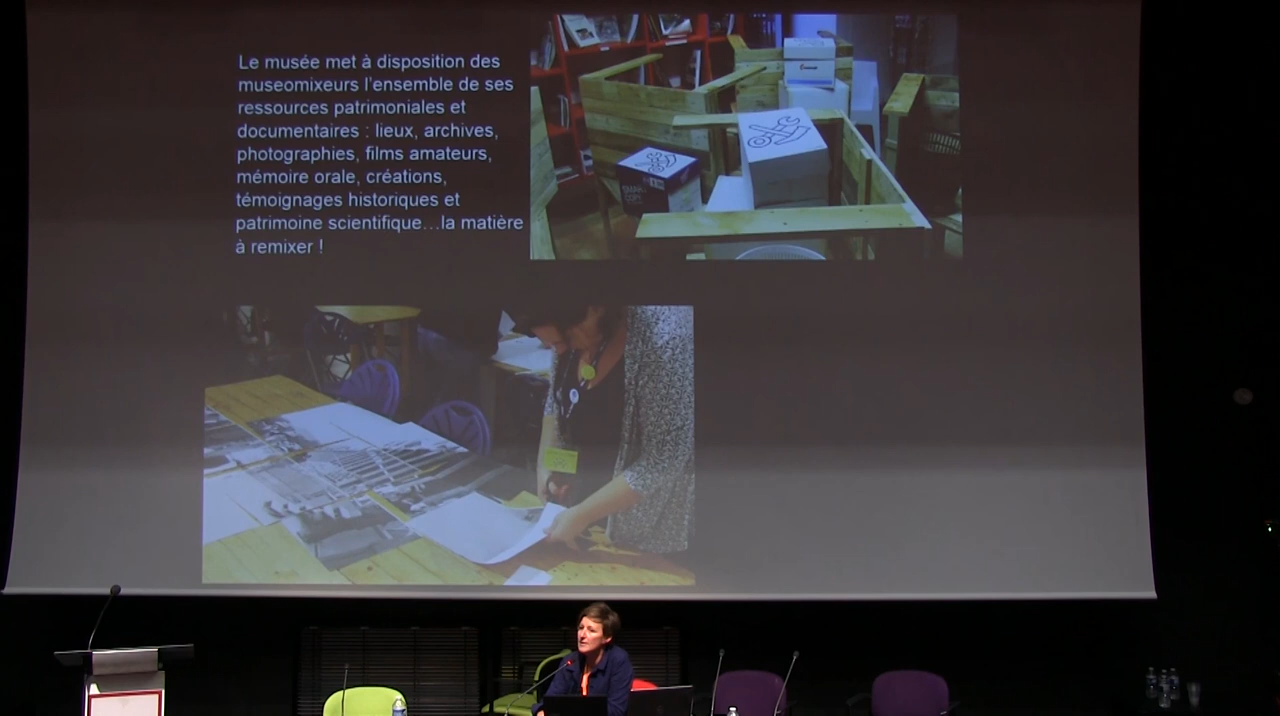 Le musée met à disposition des
museomixeurs l'ensemble de ses
ressources patrimoniales et
documentaires : lieux, archives,
photographies, films amateurs,
mémoire orale, créations,
témoignages historiques et
patrimoine scientifique…la matière
à remixer !